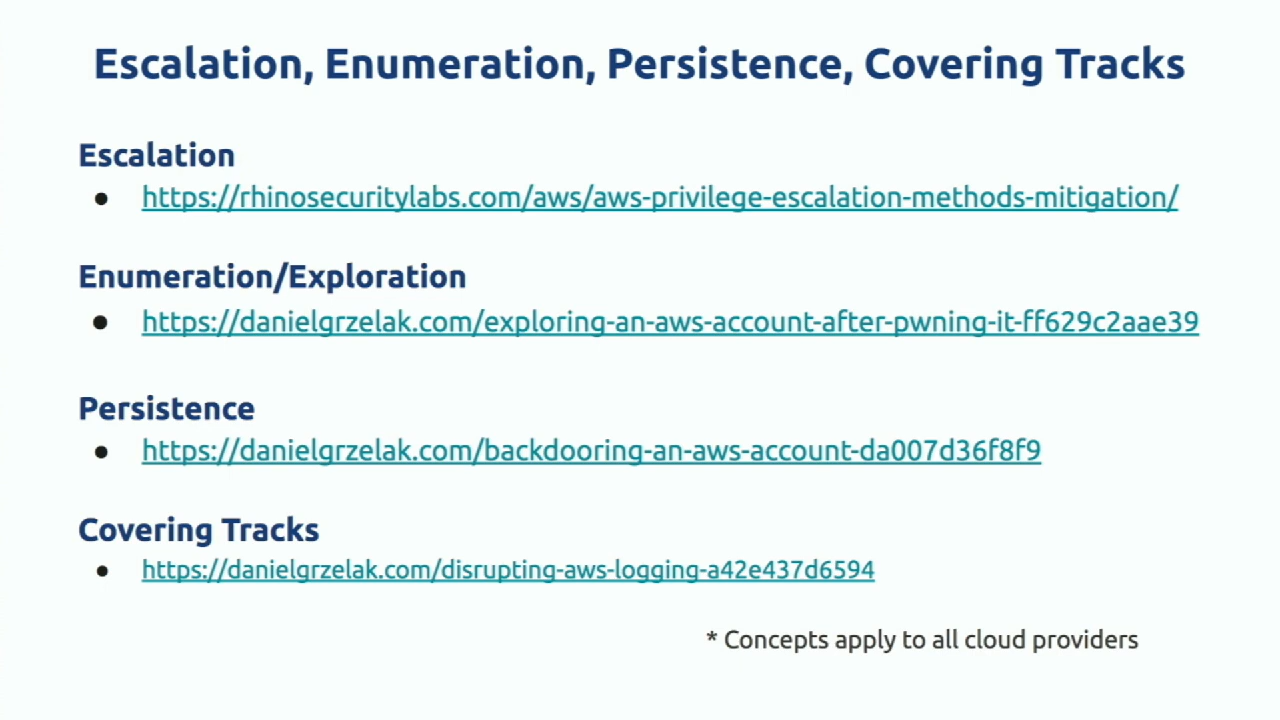 Escalation, Enumeration, Persistence, Covering Tracks
Escalation
● https://rhinosecuritylabs.com/aws/aws-privilege-escalation-methods-mitigation/
Enumeration/Exploration
● https://danielgrzelak.com/exploring-an-aws-account-after-pwning-it-ff629c2aae39
Persistence
● https://danielgrzelak.com/backdooring-an-aws-account-da007d36f8f9
Covering Tracks
● https://danielgrzelak.com/disrupting-aws-logging-a42e437d6594
* Concepts apply to all cloud providers